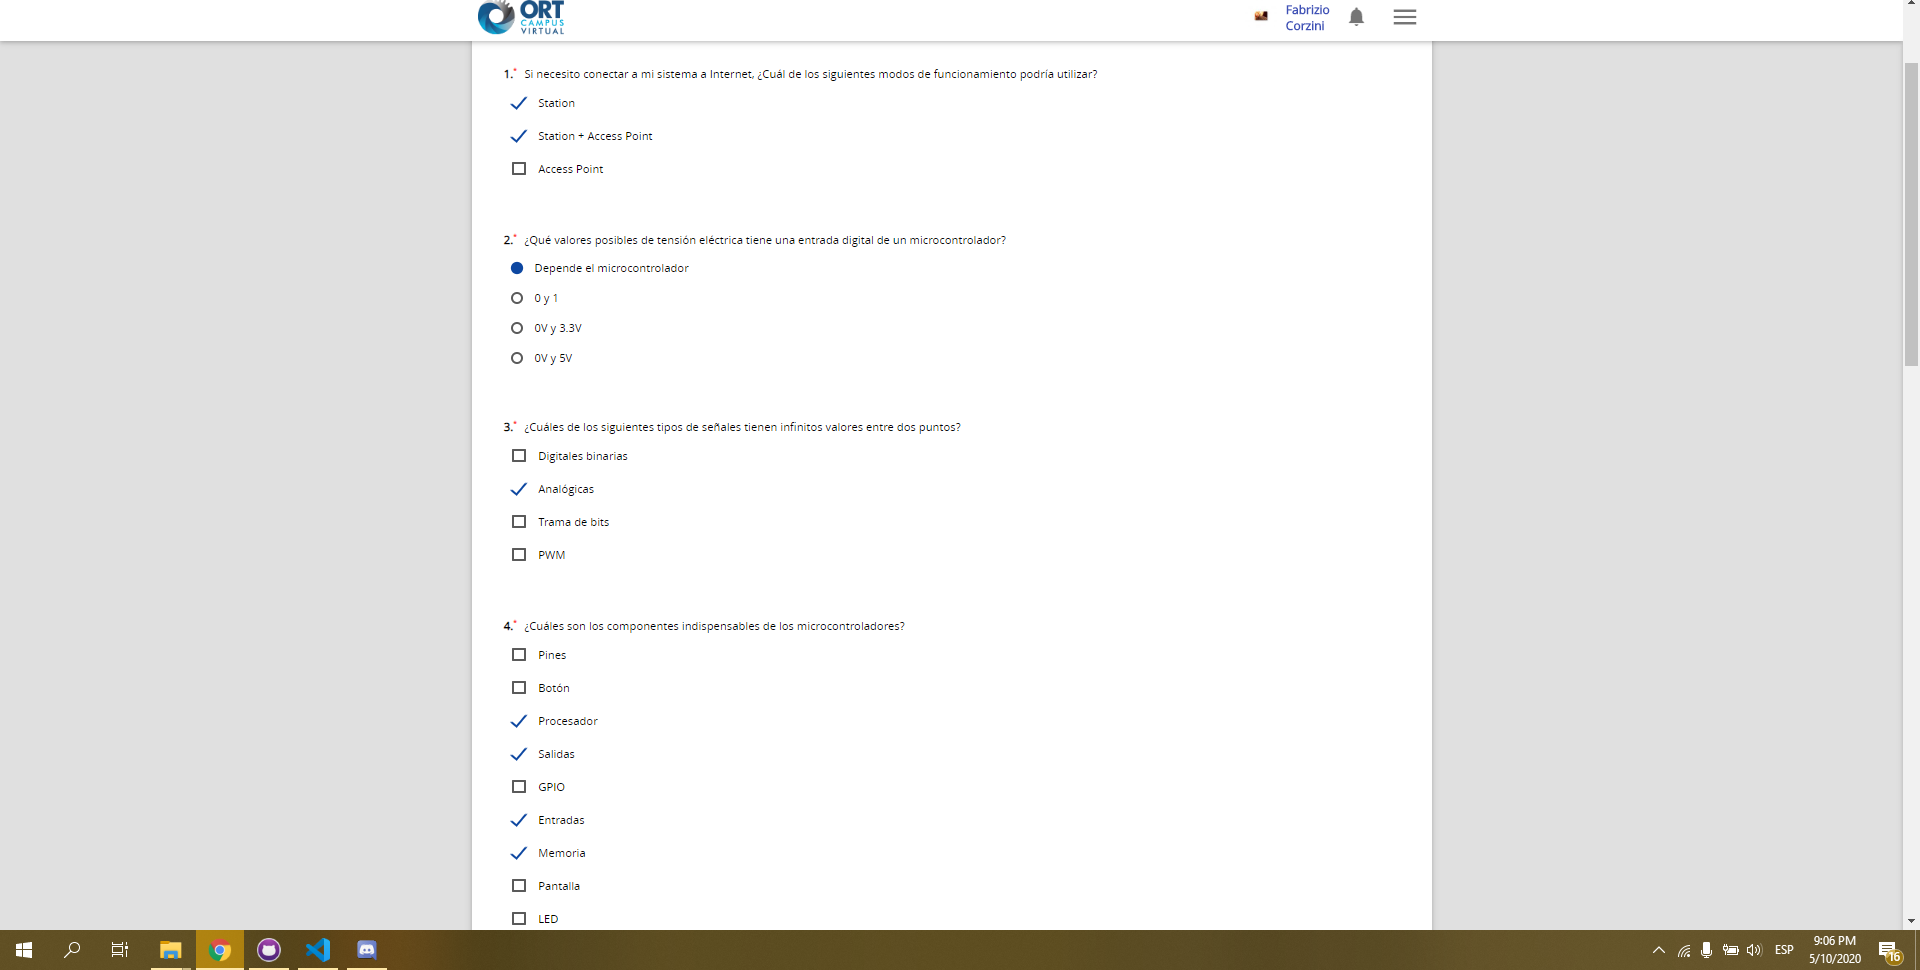 ORT
CAMPUS
VIRTUAL
Fabrizio
Corzini
1.* Si necesito conectar a mi sistema a Internet, ¿Cuál de los siguientes modos de funcionamiento podría utilizar?
Station
Station + Access Point
Access Point
2.* ¿Qué valores posibles de tensión eléctrica tiene una entrada digital de un microcontrolador?
Depende el microcontrolador
0 y 1
0V y 3.3V
0V y 5V
3.* ¿Cuáles de los siguientes tipos de señales tienen infinitos valores entre dos puntos?
Digitales binarias
Analógicas
Trama de bits
PWM
4.* ¿Cuáles son los componentes indispensables de los microcontroladores?
Pines
Botón
Procesador
Salidas
GPIO
Entradas
Memoria
Pantalla
LED
ESP
9:06 PM
5/10/2020
16